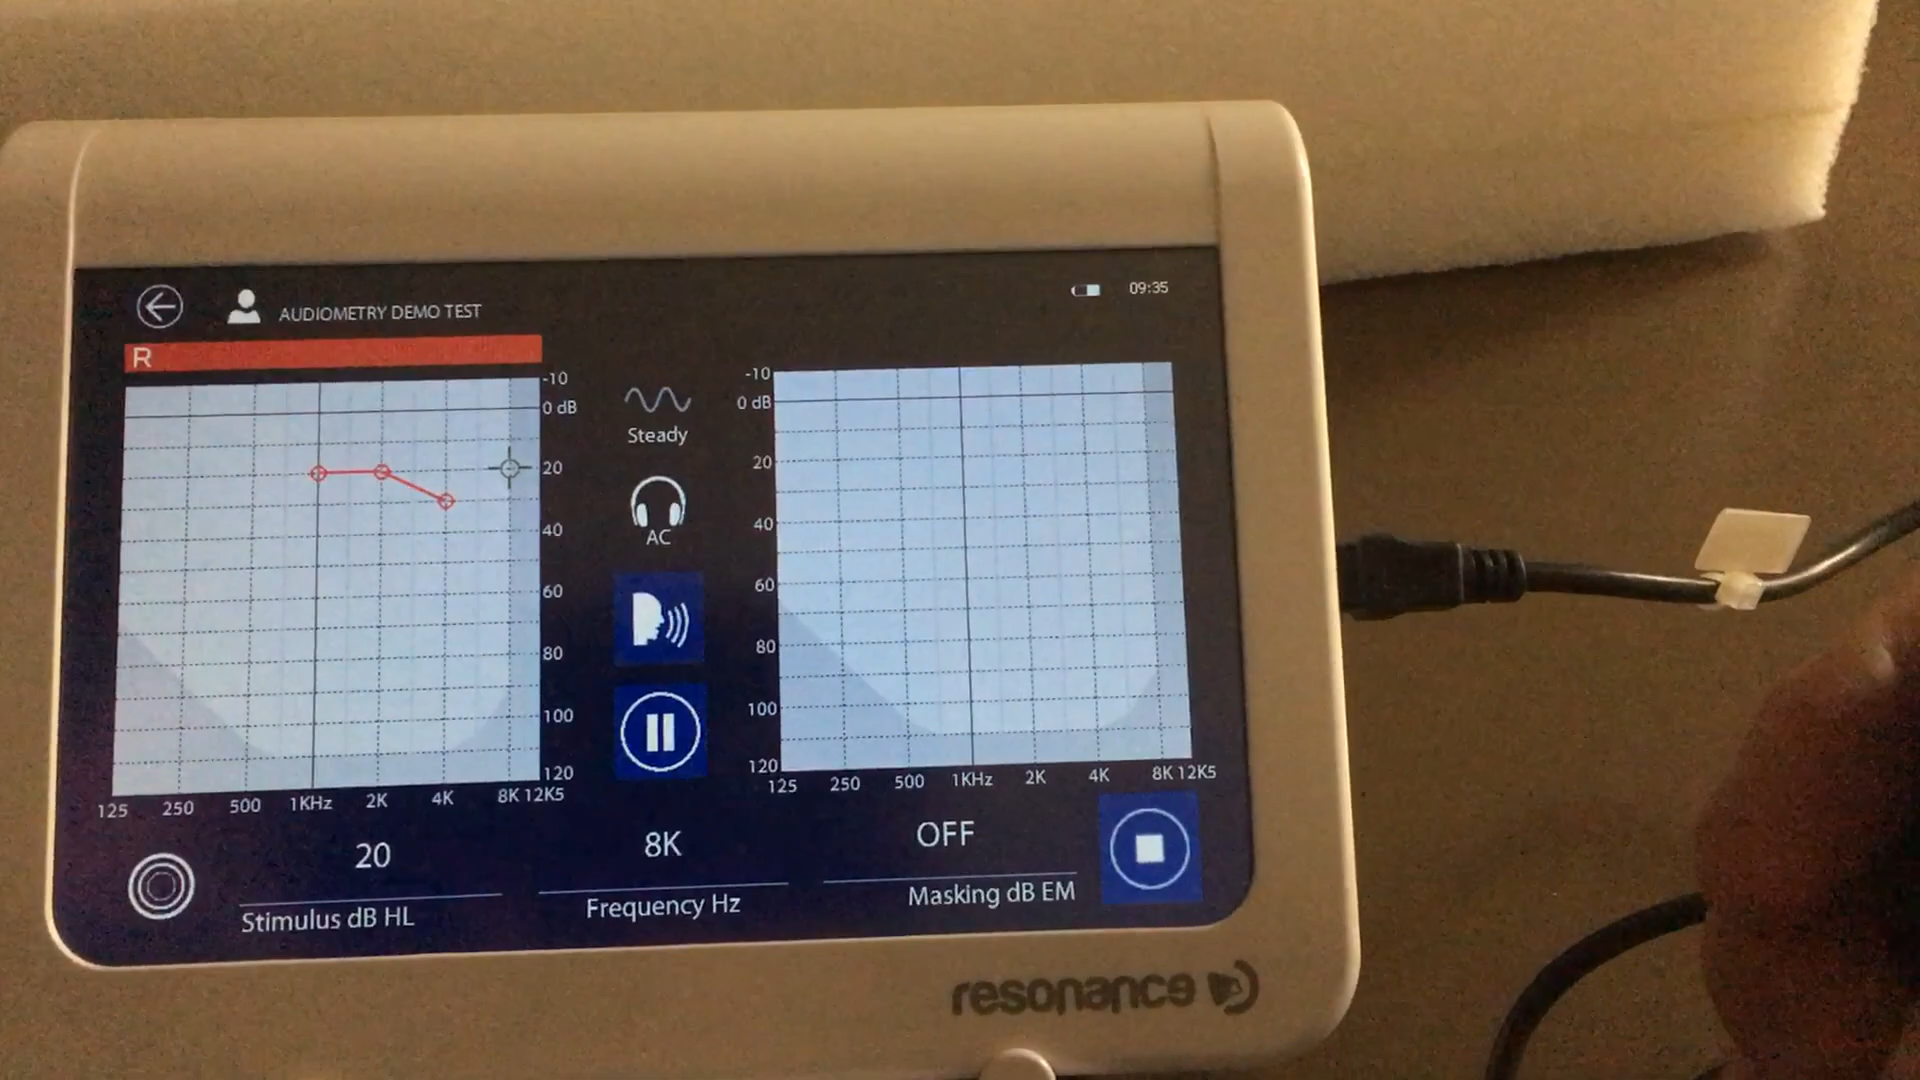 AUDIOMETRY DEMO TEST
09:35
R
-10
0 dB
20
40
60
80
100
120
125 250 500 1KHz 2K 4K 8K 12K5
Steady
AC
-10
0 dB
20
40
60
80
100
120
125 250 500 1KHz 2K 4K 8K 12K5
20
Stimulus dB HL
8K
Frequency Hz
OFF
Masking dB EM
resonance